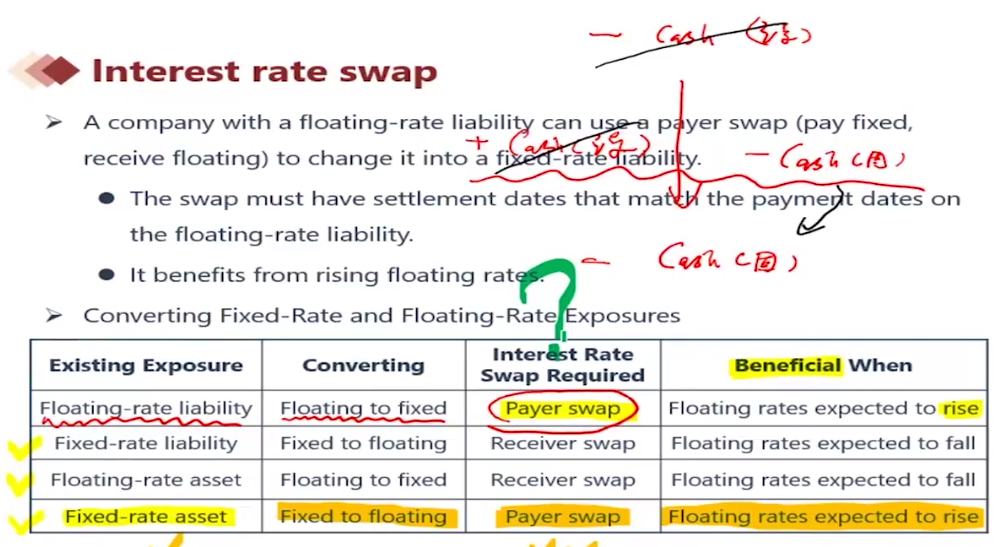 − Cash (浮)
Interest rate swap
➢ A company with a floating-rate liability can use a payer swap (pay fixed,
+ Cash (浮)
receive floating) to change it into a fixed-rate liability.
− Cash (固)
● The swap must have settlement dates that match the payment dates on
the floating-rate liability.
− Cash (固)
● It benefits from rising floating rates.
?
➢ Converting Fixed-Rate and Floating-Rate Exposures
Existing Exposure Converting Interest Rate Swap Required Beneficial When
Floating-rate liability Floating to fixed Payer swap Floating rates expected to rise
Fixed-rate liability Fixed to floating Receiver swap Floating rates expected to fall
Floating-rate asset Floating to fixed Receiver swap Floating rates expected to fall
Fixed-rate asset Fixed to floating Payer swap Floating rates expected to rise